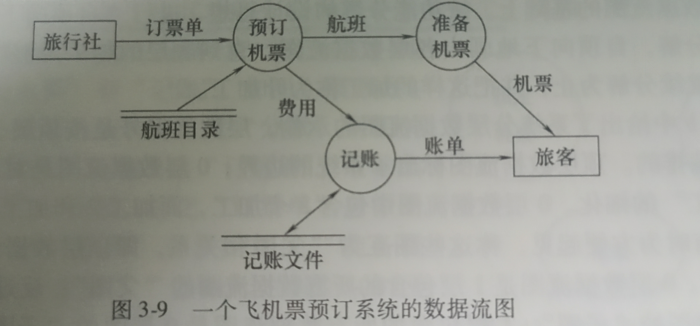 旅行社
订票单
预订
机票
航班
准备
机票
航班目录
费用
机票
记账
账单
旅客
记账文件
图 3-9 一个飞机票预订系统的数据流图